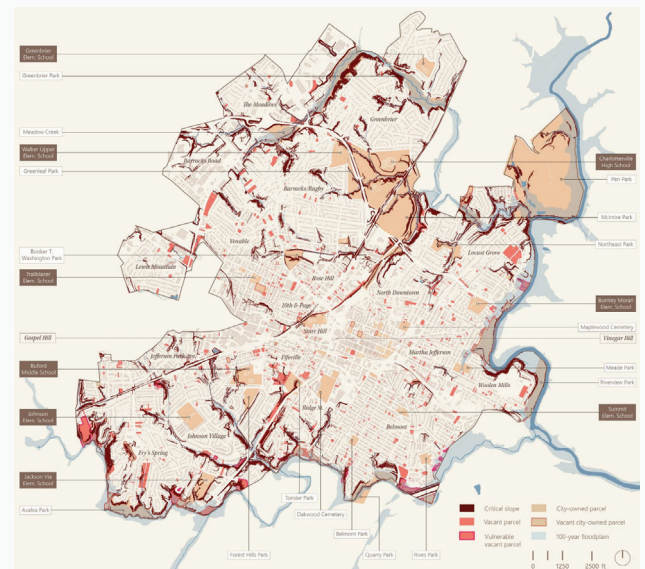 Greenbrier
Elem. School
Greenbrier Park
The Meadows
Greenbrier
Meadow Creek
Walker Upper
Elem. School
Barracks Road
Charlottesville
High School
Greenleaf Park
Barracks/Rugby
Pen Park
McIntire Park
Venable
Locust Grove
Northeast Park
Booker T.
Washington Park
Lewis Mountain
Rose Hill
Trailblazer
Elem. School
North Downtown
10th & Page
Burnley Moran
Elem. School
Starr Hill
Maplewood Cemetery
Gospel Hill
Vinegar Hill
Jefferson Park Ave.
Martha Jefferson
Fifeville
Buford
Middle School
Meade Park
Woolen Mills
Riverview Park
Ridge St.
Johnson
Elem. School
Summit
Elem. School
Johnson Village
Belmont
Fry's Spring
Jackson Via
Elem. School
Tonsler Park
Azalea Park
Oakwood Cemetery
Belmont Park
Forest Hills Park
Quarry Park
Rives Park
Critical slope
Vacant parcel
Vulnerable
vacant parcel
City-owned parcel
Vacant city-owned parcel
100-year floodplain
0 1250 2500 ft